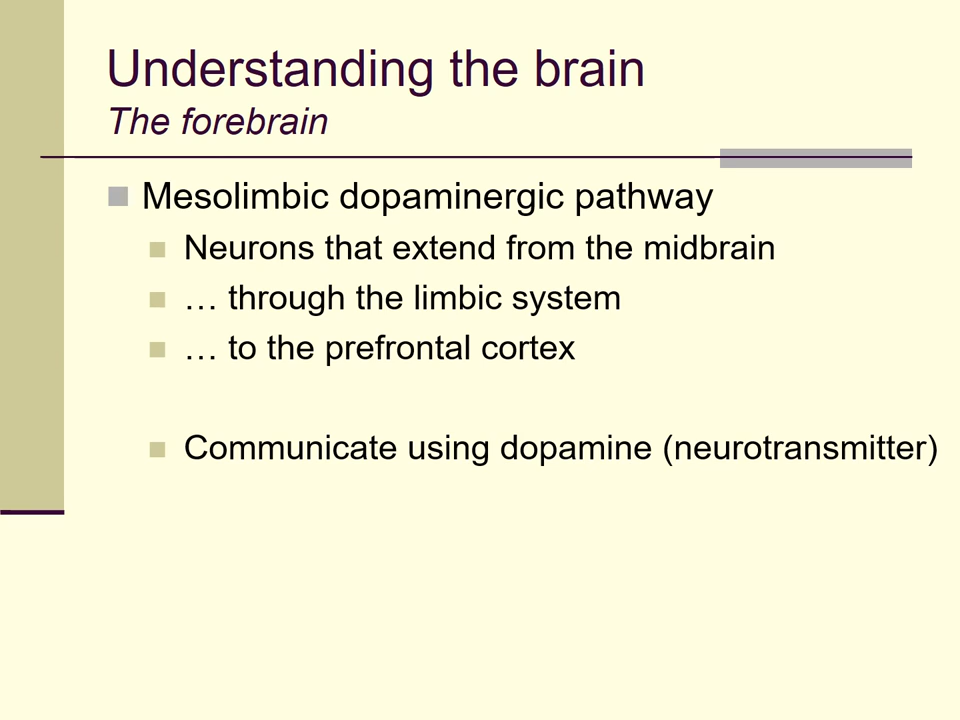 Understanding the brain
The forebrain
Mesolimbic dopaminergic pathway
Neurons that extend from the midbrain
… through the limbic system
… to the prefrontal cortex
Communicate using dopamine (neurotransmitter)